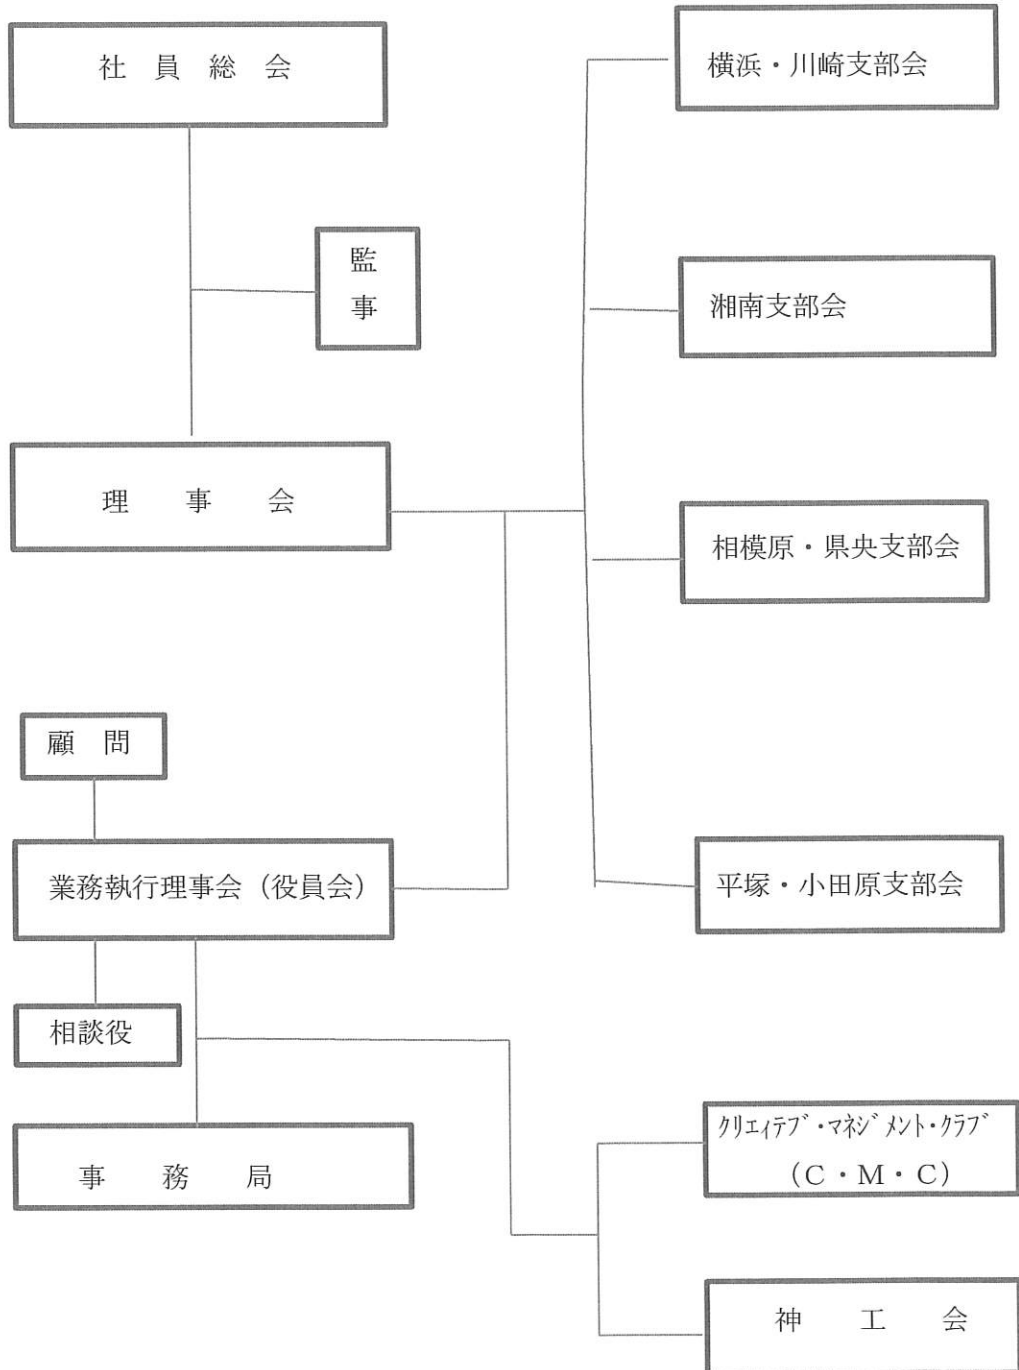 社員総会
監
事
理事会
顧問
業務執行理事会（役員会）
相談役
事務局
横浜・川崎支部会
湘南支部会
相模原・県央支部会
平塚・小田原支部会
ｸﾘｴｨﾃﾌﾞ・ﾏﾈｼﾞﾒﾝﾄ・ｸﾗﾌﾞ
（C・M・C）
神工会